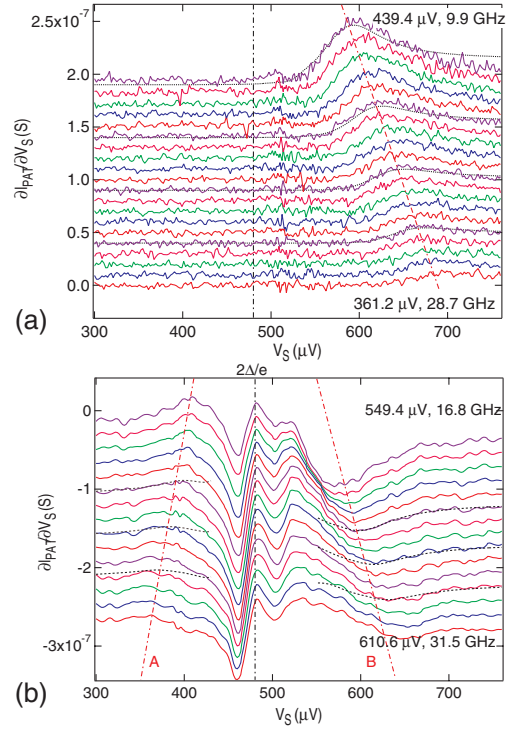 2.5x10⁻⁷
2.0
1.5
1.0
0.5
0.0
∂I_PAT/∂V_S (S)
439.4 μV, 9.9 GHz
361.2 μV, 28.7 GHz
300 400 500 600 700
V_S (μV)
(a)
2Δ/e
0
-1
-2
-3x10⁻⁷
∂I_PAT/∂V_S (S)
549.4 μV, 16.8 GHz
610.6 μV, 31.5 GHz
A
B
300 400 500 600 700
V_S (μV)
(b)